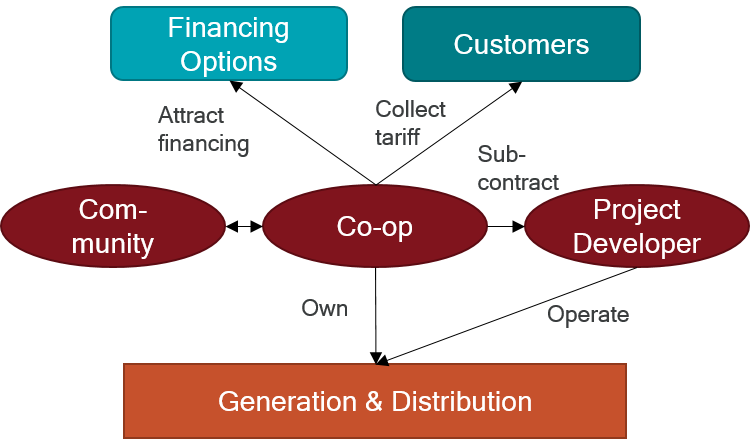 Financing
Options
Customers
Attract
financing
Collect
tariff
Sub-
contract
Com-
munity
Co-op
Project
Developer
Own
Operate
Generation & Distribution